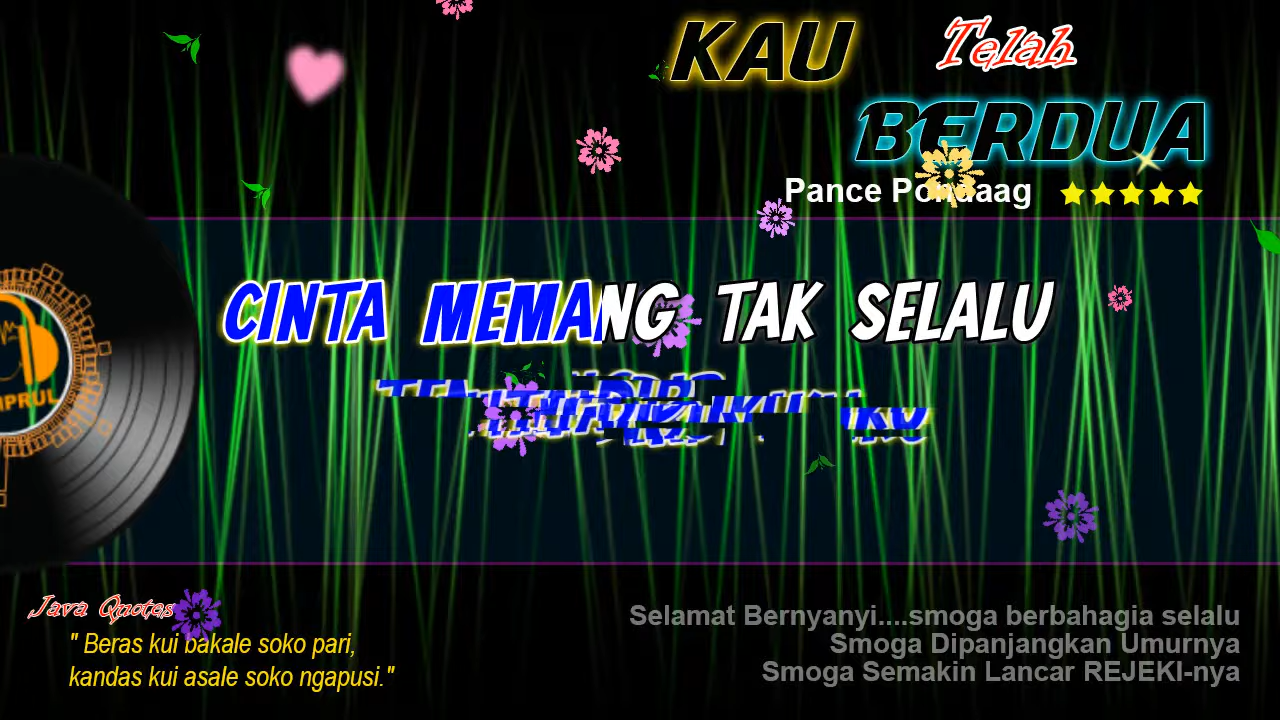 KAU Telah
BERDUA
Pance Pondaag
CINTA MEMANG TAK SELALU
PRUL
Java Quotes
" Beras kui bakale soko pari,
kandas kui asale soko ngapusi."
Selamat Bernyanyi....smoga berbahagia selalu
Smoga Dipanjangkan Umurnya
Smoga Semakin Lancar REJEKI-nya